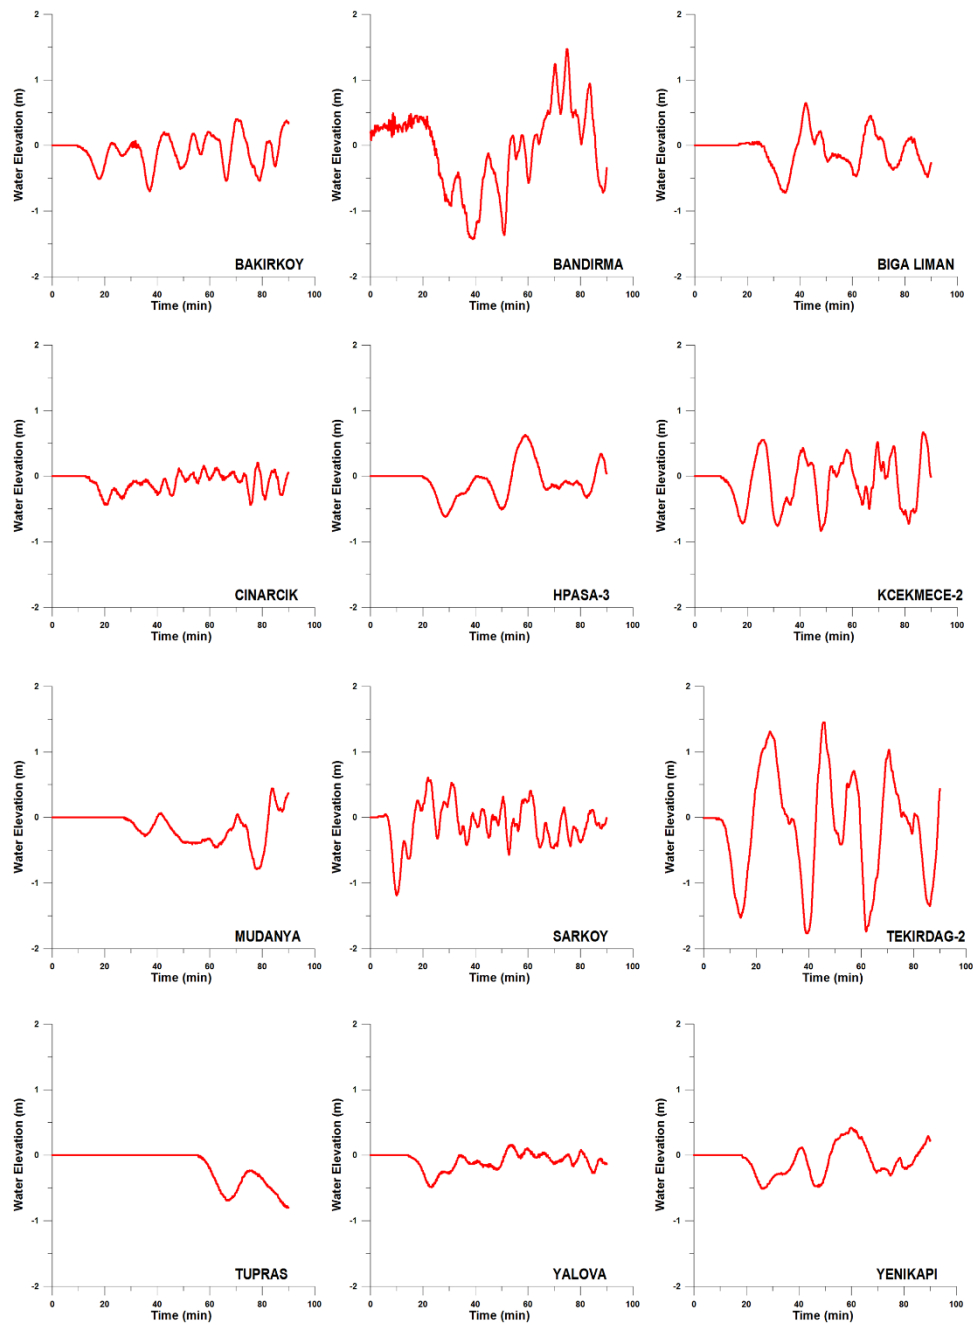 2 2 2
1 1 1
Water Elevation (m) Water Elevation (m) Water Elevation (m)
0 0 0
-1 -1 -1
BAKIRKOY BANDIRMA BIGA LIMAN
-2 -2 -2
0 20 40 60 80 100 0 20 40 60 80 100 0 20 40 60 80 100
Time (min) Time (min) Time (min)
2 2 2
1 1 1
Water Elevation (m) Water Elevation (m) Water Elevation (m)
0 0 0
-1 -1 -1
CINARCIK HPASA-3 KCEKMECE-2
-2 -2 -2
0 20 40 60 80 100 0 20 40 60 80 100 0 20 40 60 80 100
Time (min) Time (min) Time (min)
2 2 2
1 1 1
Water Elevation (m) Water Elevation (m) Water Elevation (m)
0 0 0
-1 -1 -1
MUDANYA SARKOY TEKIRDAG-2
-2 -2 -2
0 20 40 60 80 100 0 20 40 60 80 100 0 20 40 60 80 100
Time (min) Time (min) Time (min)
2 2 2
1 1 1
Water Elevation (m) Water Elevation (m) Water Elevation (m)
0 0 0
-1 -1 -1
TUPRAS YALOVA YENIKAPI
-2 -2 -2
0 20 40 60 80 100 0 20 40 60 80 100 0 20 40 60 80 100
Time (min) Time (min) Time (min)